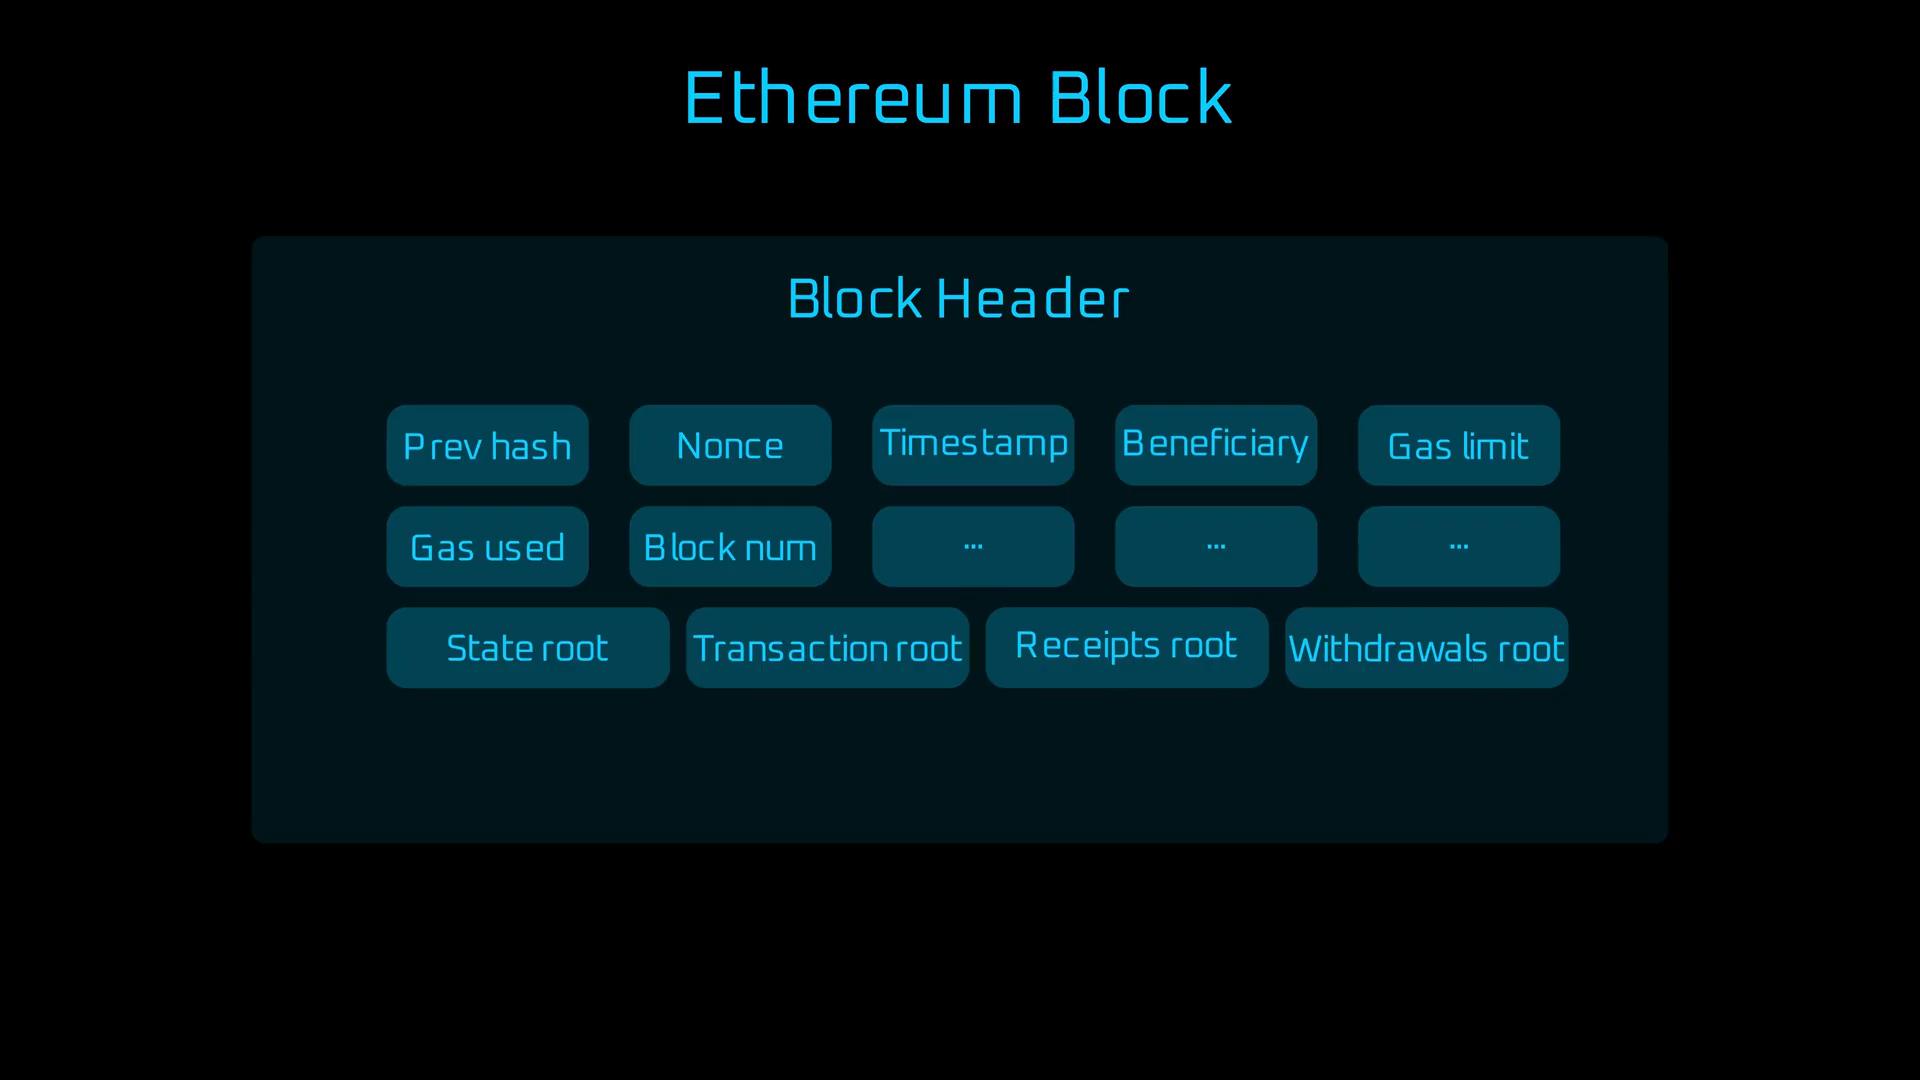 Ethereum Block
Block Header
Prev hash
Nonce
Timestamp
Beneficiary
Gas limit
Gas used
Block num
...
...
...
State root
Transaction root
Receipts root
Withdrawals root